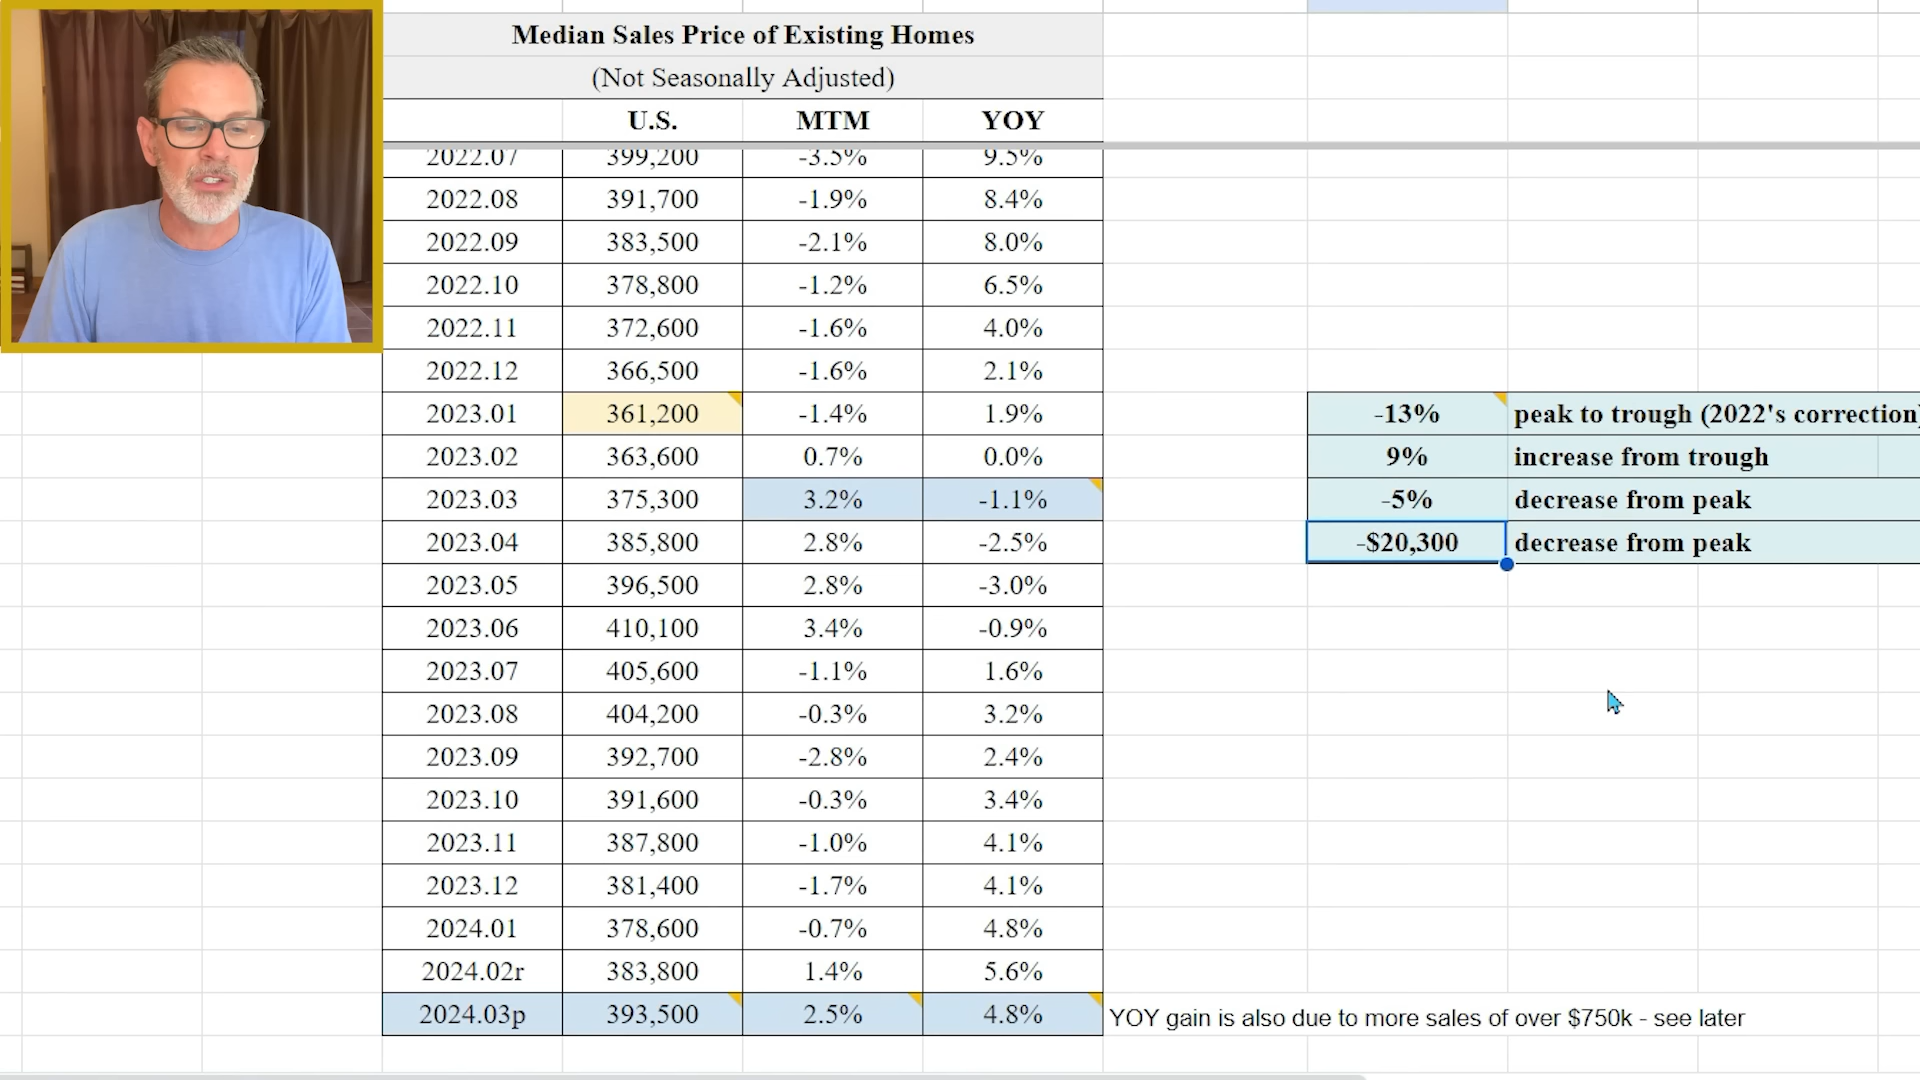 Median Sales Price of Existing Homes
(Not Seasonally Adjusted)
U.S. MTM YOY
2022.07 399,200 -3.5% 9.5%
2022.08 391,700 -1.9% 8.4%
2022.09 383,500 -2.1% 8.0%
2022.10 378,800 -1.2% 6.5%
2022.11 372,600 -1.6% 4.0%
2022.12 366,500 -1.6% 2.1%
2023.01 361,200 -1.4% 1.9% -13% peak to trough (2022's correction)
2023.02 363,600 0.7% 0.0% 9% increase from trough
2023.03 375,300 3.2% -1.1% -5% decrease from peak
2023.04 385,800 2.8% -2.5% -$20,300 decrease from peak
2023.05 396,500 2.8% -3.0%
2023.06 410,100 3.4% -0.9%
2023.07 405,600 -1.1% 1.6%
2023.08 404,200 -0.3% 3.2%
2023.09 392,700 -2.8% 2.4%
2023.10 391,600 -0.3% 3.4%
2023.11 387,800 -1.0% 4.1%
2023.12 381,400 -1.7% 4.1%
2024.01 378,600 -0.7% 4.8%
2024.02r 383,800 1.4% 5.6%
2024.03p 393,500 2.5% 4.8% YOY gain is also due to more sales of over $750k - see later